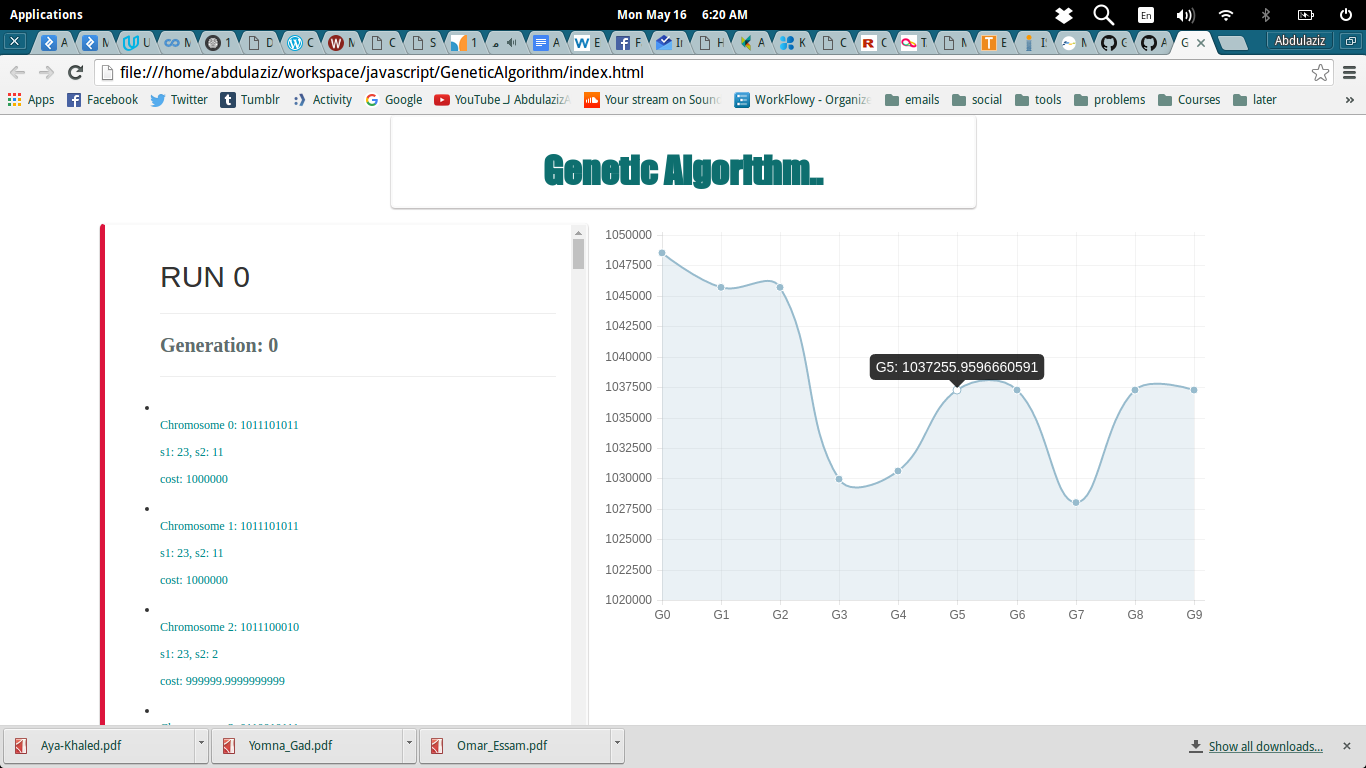 Applications
Mon May 16 6:20 AM
En
Abdulaziz
file:///home/abdulaziz/workspace/javascript/GeneticAlgorithm/index.html
Apps Facebook Twitter Tumblr Activity Google YouTube لـ Your stream on WorkFlowy - Organize emails social tools problems Courses later »
Genetic Algorithm..
RUN 0
Generation: 0
Chromosome 0: 1011101011
s1: 23, s2: 11
cost: 1000000
Chromosome 1: 1011101011
s1: 23, s2: 11
cost: 1000000
Chromosome 2: 1011100010
s1: 23, s2: 2
cost: 999999.9999999999
1050000
1047500
1045000
1042500
1040000
1037500
1035000
1032500
1030000
1027500
1025000
1022500
1020000
G5: 1037255.9596660591
G0 G1 G2 G3 G4 G5 G6 G7 G8 G9
Aya-Khaled.pdf Yomna_Gad.pdf Omar_Essam.pdf Show all downloads...